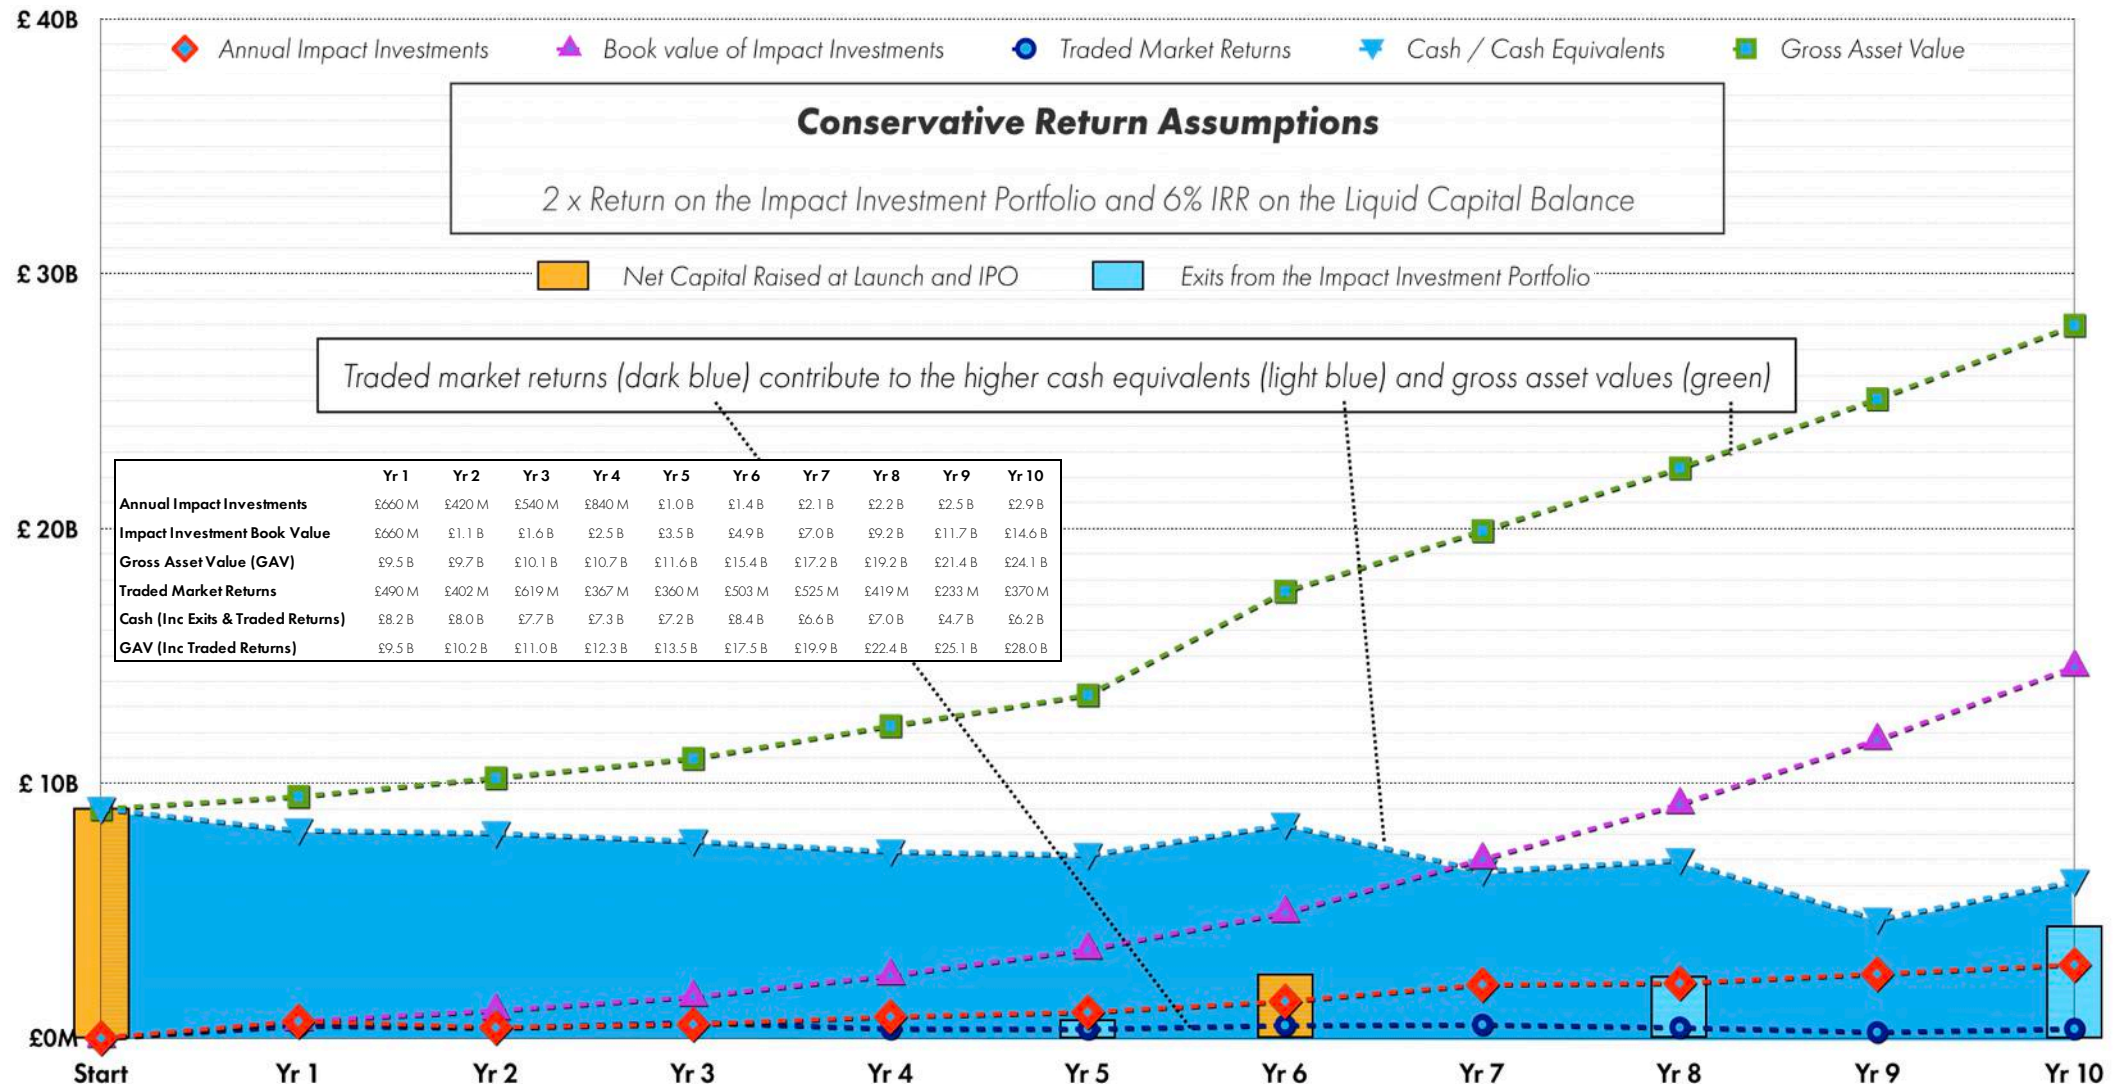 £ 40B
Annual Impact Investments Book value of Impact Investments Traded Market Returns Cash / Cash Equivalents Gross Asset Value
Conservative Return Assumptions
2 x Return on the Impact Investment Portfolio and 6% IRR on the Liquid Capital Balance
£ 30B
Net Capital Raised at Launch and IPO Exits from the Impact Investment Portfolio
Traded market returns (dark blue) contribute to the higher cash equivalents (light blue) and gross asset values (green)
Yr 1 Yr 2 Yr 3 Yr 4 Yr 5 Yr 6 Yr 7 Yr 8 Yr 9 Yr 10
Annual Impact Investments £660 M £420 M £540 M £840 M £1.0 B £1.4 B £2.1 B £2.2 B £2.5 B £2.9 B
£ 20B
Impact Investment Book Value £660 M £1.1 B £1.6 B £2.5 B £3.5 B £4.9 B £7.0 B £9.2 B £11.7 B £14.6 B
Gross Asset Value (GAV) £9.5 B £9.7 B £10.1 B £10.7 B £11.6 B £15.4 B £17.2 B £19.2 B £21.4 B £24.1 B
Traded Market Returns £490 M £402 M £619 M £367 M £360 M £503 M £525 M £419 M £233 M £370 M
Cash (Inc Exits & Traded Returns) £8.2 B £8.0 B £7.7 B £7.3 B £7.2 B £8.4 B £6.6 B £7.0 B £4.7 B £6.2 B
GAV (Inc Traded Returns) £9.5 B £10.2 B £11.0 B £12.3 B £13.5 B £17.5 B £19.9 B £22.4 B £25.1 B £28.0 B
£ 10B
£0M
Start Yr 1 Yr 2 Yr 3 Yr 4 Yr 5 Yr 6 Yr 7 Yr 8 Yr 9 Yr 10